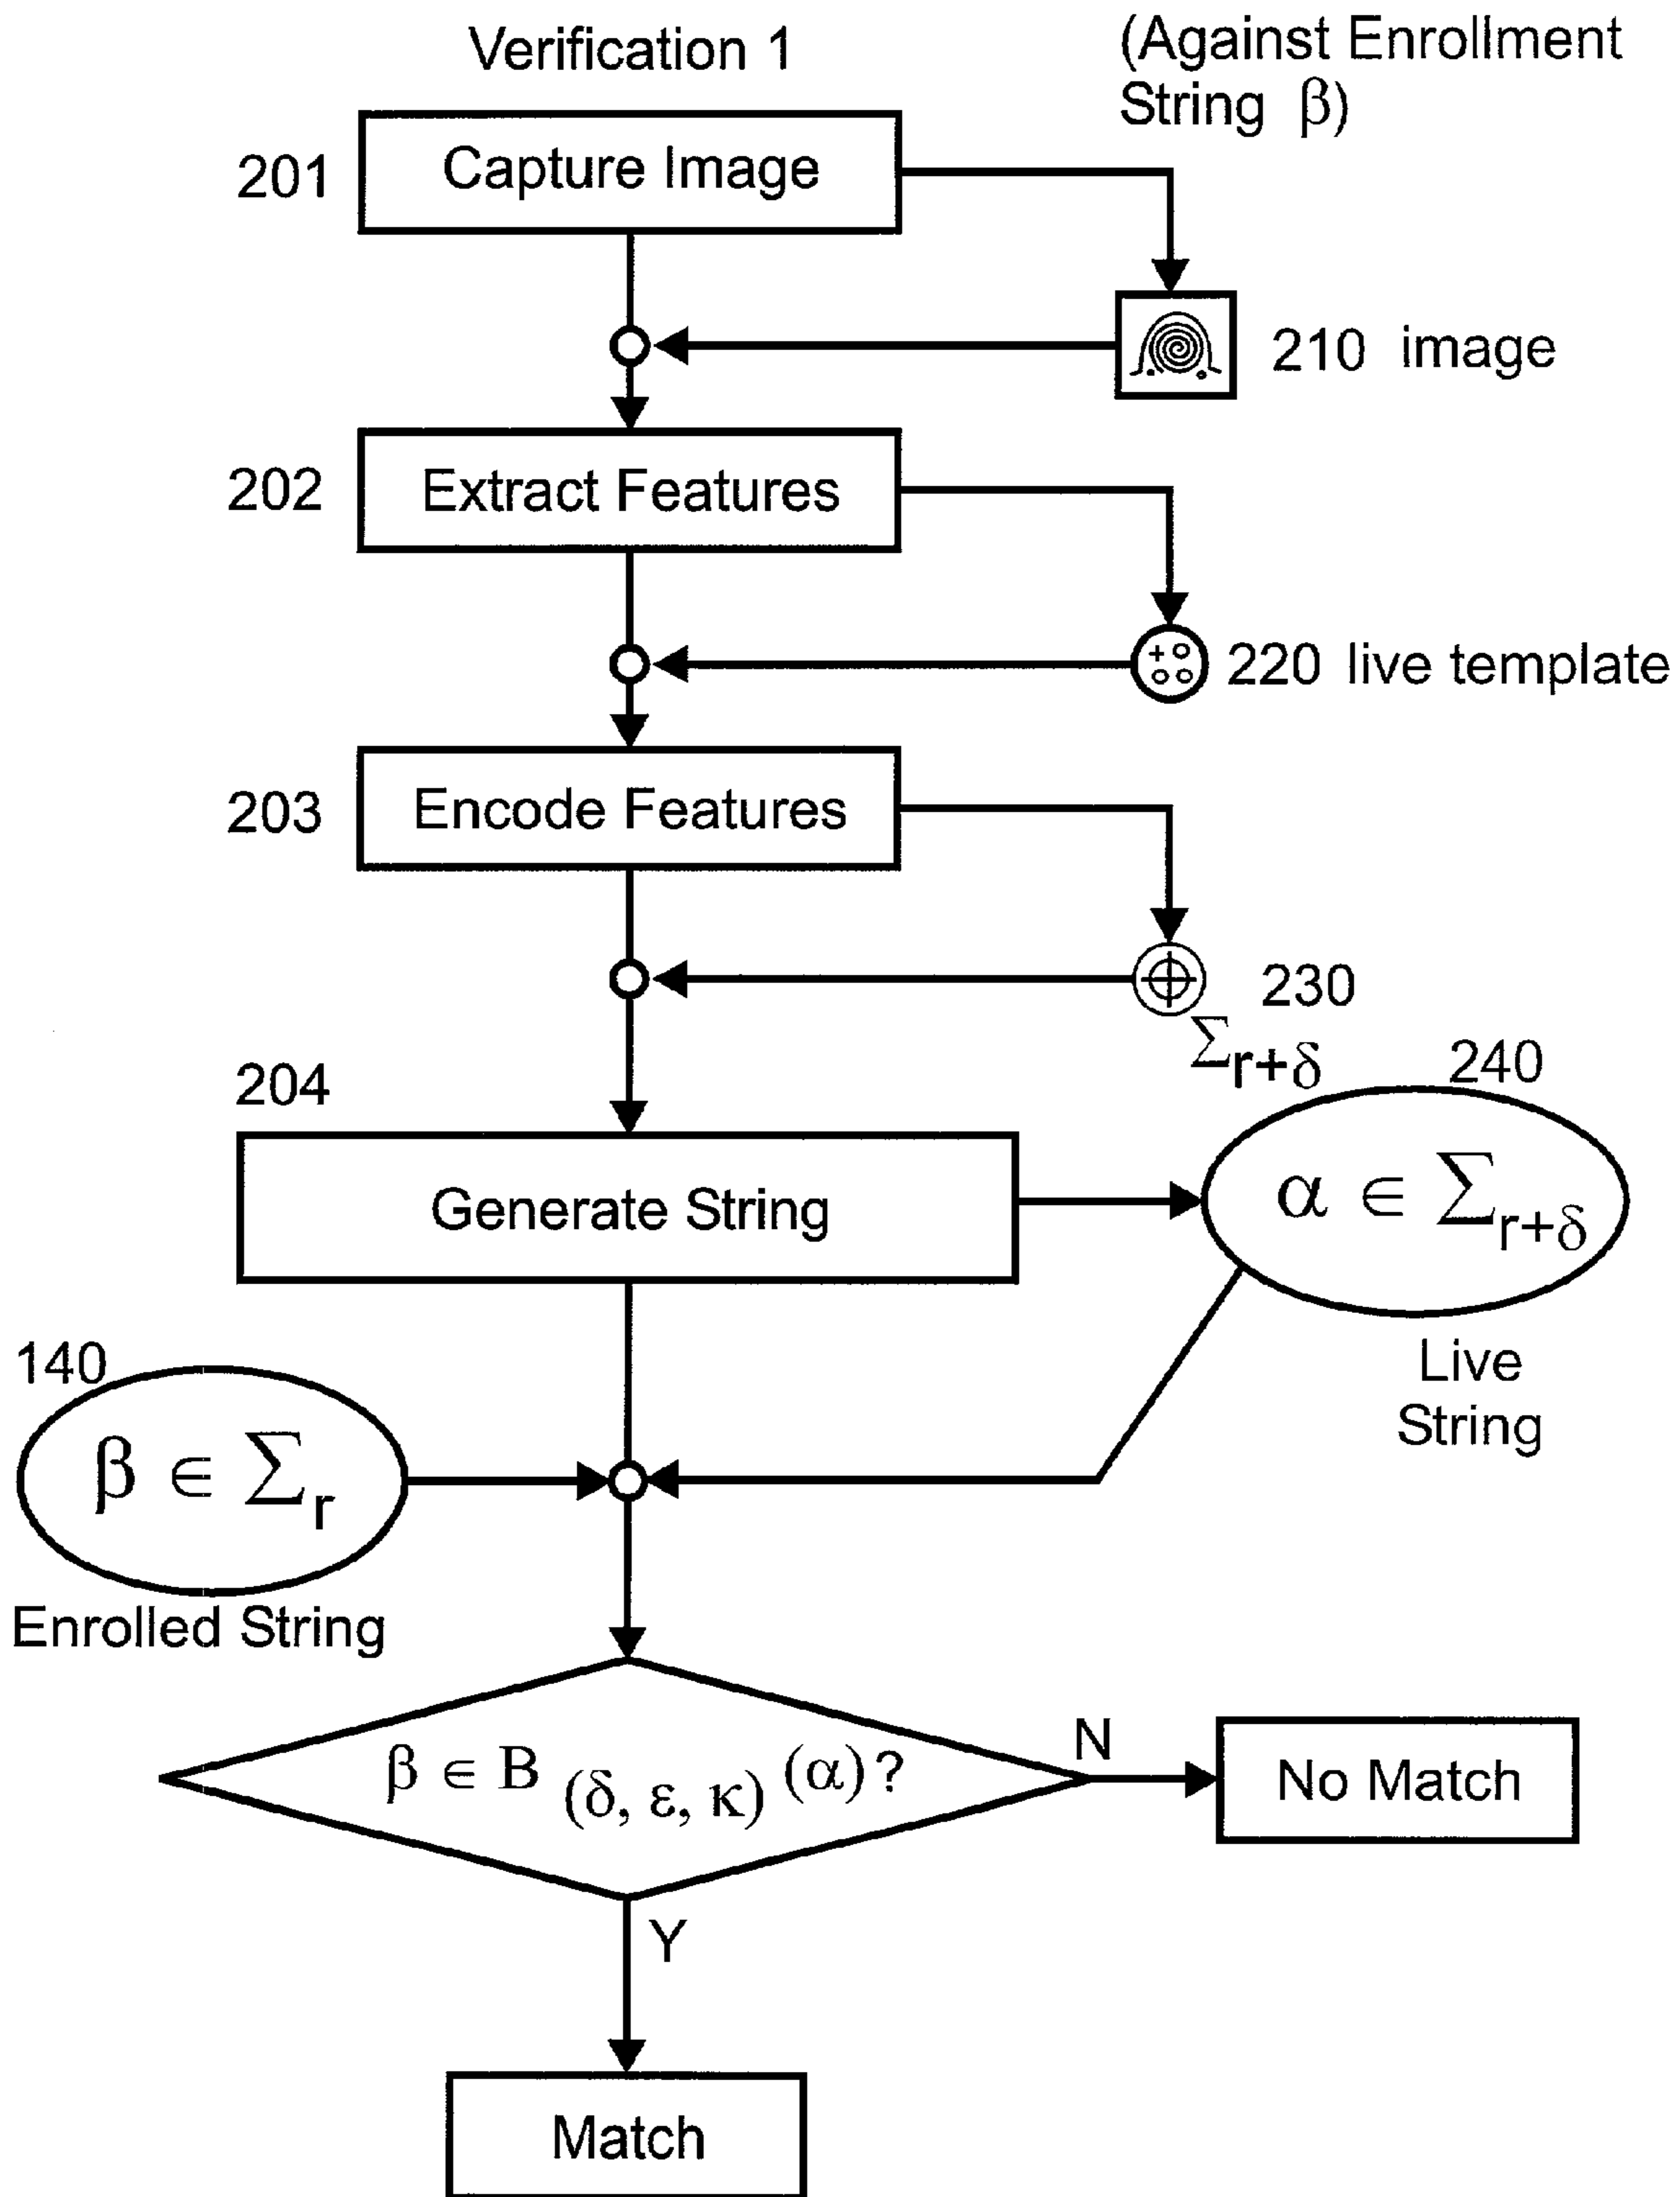 Verification 1
(Against Enrollment
String β)
201
Capture Image
210 image
202
Extract Features
220 live template
203
Encode Features
230
Σr+δ
204
240
Generate String
α ∈ Σr+δ
140
Live
String
β ∈ Σr
Enrolled String
β ∈ B (δ, ε, κ) (α)?
N
No Match
Y
Match